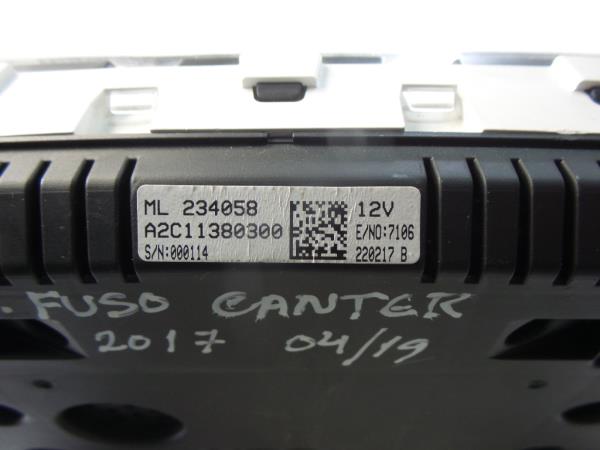 ML 234058 12V
A2C11380300 E/NO:7106
S/N:000114 220217 B
. FUSO CANTER
2017 04/19